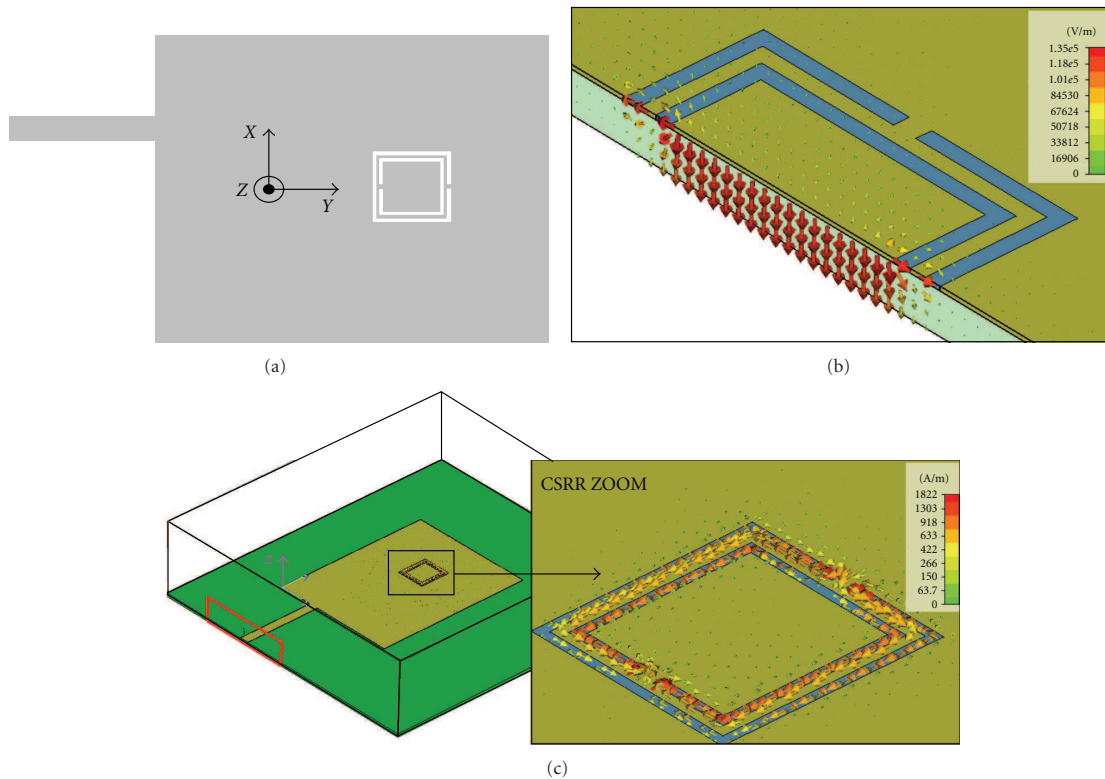 X
Z
Y
(a)
(V/m)
1.35e5
1.18e5
1.01e5
84530
67624
50718
33812
16906
0
(b)
CSRR ZOOM
(A/m)
1822
1303
918
633
422
266
150
63.7
0
z
(c)